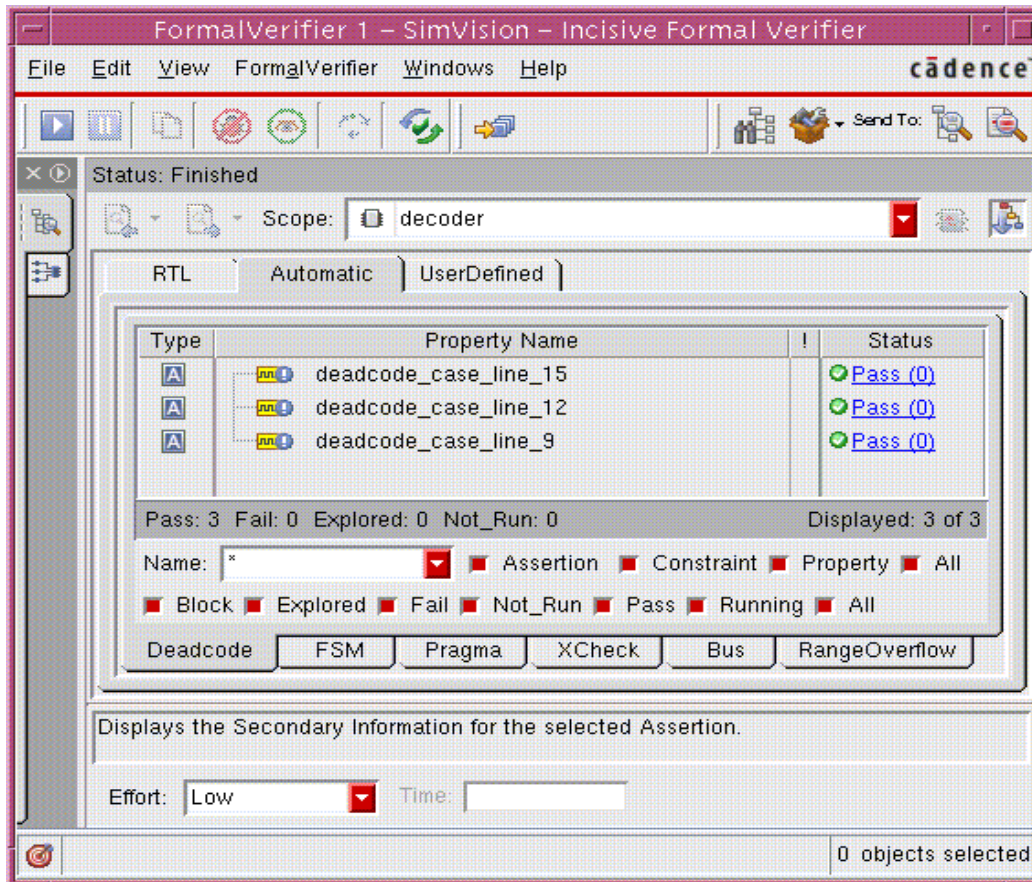 FormalVerifier 1 – SimVision – Incisive Formal Verifier
File Edit View FormalVerifier Windows Help cādence
Send To:
Status: Finished
Scope: decoder
RTL Automatic UserDefined
Type Property Name ! Status
A deadcode_case_line_15 Pass (0)
A deadcode_case_line_12 Pass (0)
A deadcode_case_line_9 Pass (0)
Pass: 3 Fail: 0 Explored: 0 Not_Run: 0 Displayed: 3 of 3
Name: * Assertion Constraint Property All
Block Explored Fail Not_Run Pass Running All
Deadcode FSM Pragma XCheck Bus RangeOverflow
Displays the Secondary Information for the selected Assertion.
Effort: Low Time:
0 objects selected